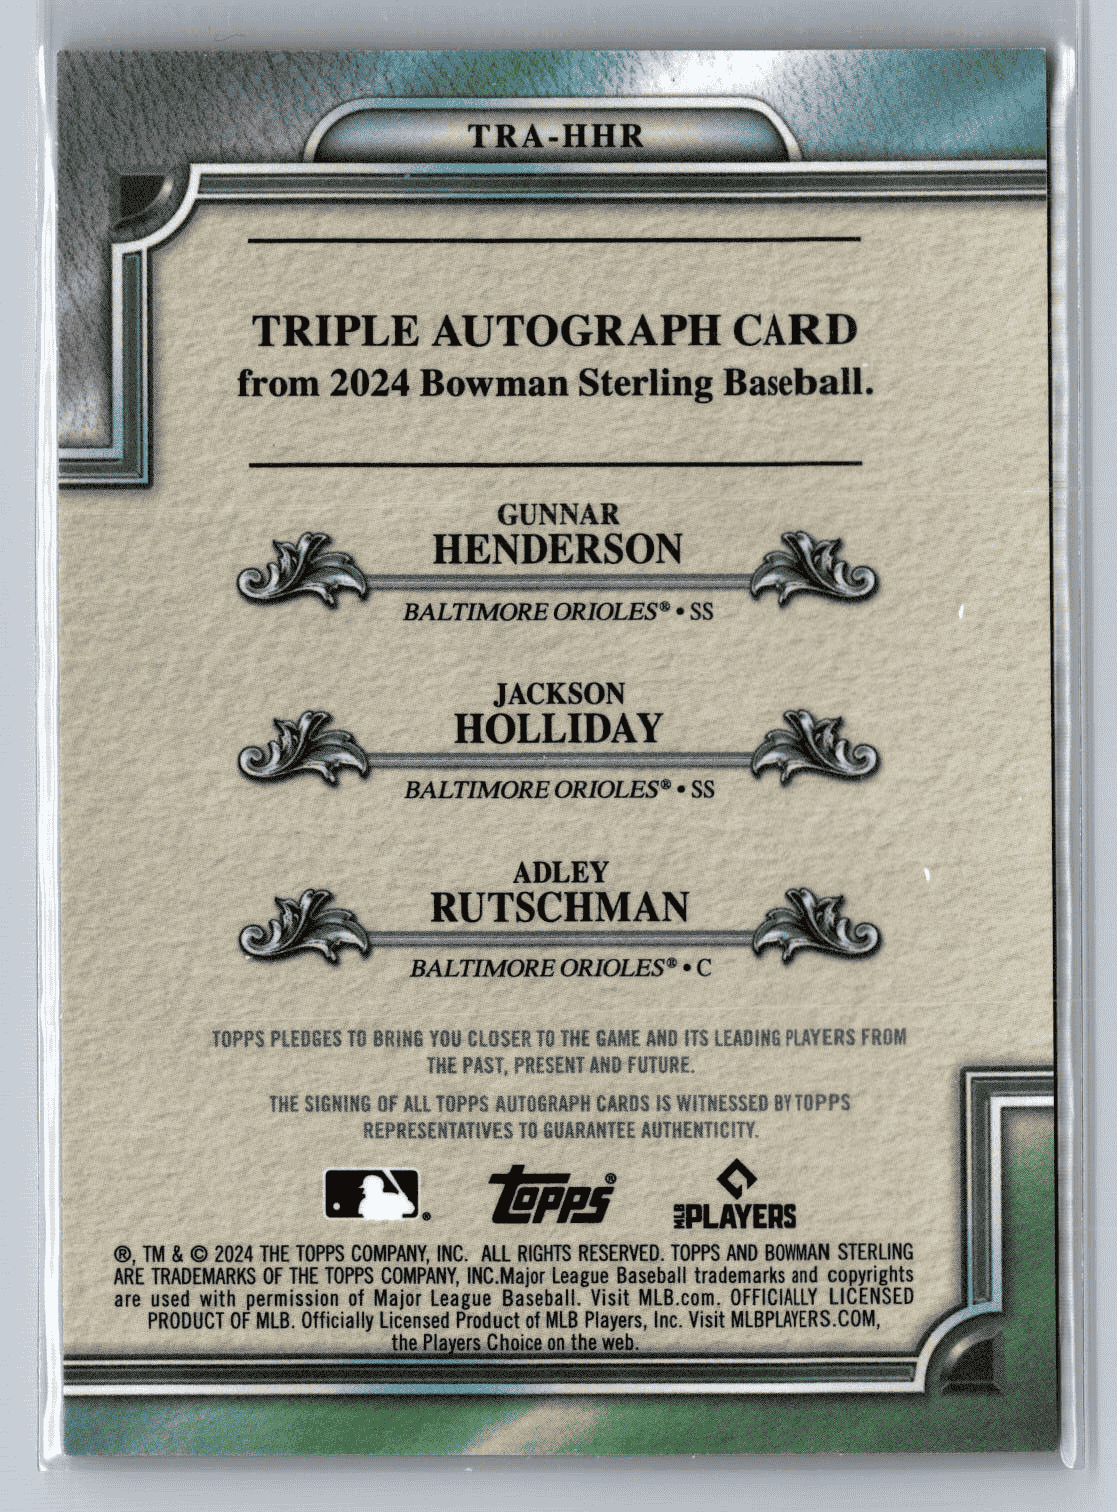 TRA-HHR
TRIPLE AUTOGRAPH CARD
from 2024 Bowman Sterling Baseball.
GUNNAR
HENDERSON
BALTIMORE ORIOLES® • SS
JACKSON
HOLLIDAY
BALTIMORE ORIOLES® • SS
ADLEY
RUTSCHMAN
BALTIMORE ORIOLES® • C
TOPPS PLEDGES TO BRING YOU CLOSER TO THE GAME AND ITS LEADING PLAYERS FROM
THE PAST, PRESENT AND FUTURE.
THE SIGNING OF ALL TOPPS AUTOGRAPH CARDS IS WITNESSED BY TOPPS
REPRESENTATIVES TO GUARANTEE AUTHENTICITY.
® Topps® MLB PLAYERS
®, TM & © 2024 THE TOPPS COMPANY, INC. ALL RIGHTS RESERVED. TOPPS AND BOWMAN STERLING
ARE TRADEMARKS OF THE TOPPS COMPANY, INC.Major League Baseball trademarks and copyrights
are used with permission of Major League Baseball. Visit MLB.com. OFFICIALLY LICENSED
PRODUCT OF MLB. Officially Licensed Product of MLB Players, Inc. Visit MLBPLAYERS.COM,
the Players Choice on the web.